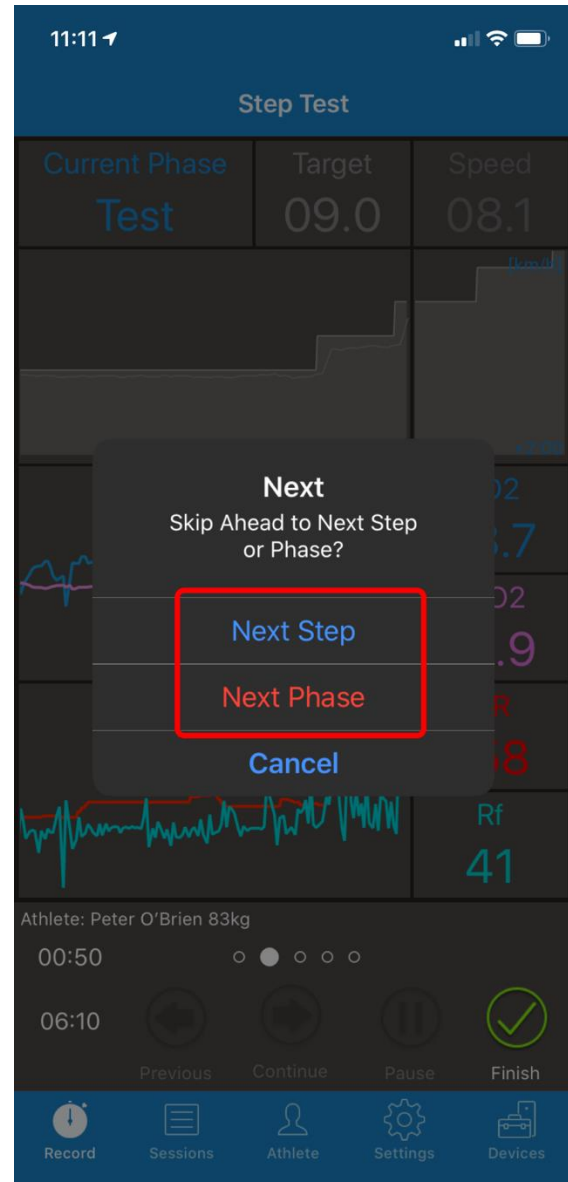 11:11
Step Test
Current Phase Target Speed
Test 09.0 08.1
[km/h]
Next
Skip Ahead to Next Step
or Phase?
Next Step
Next Phase
Cancel
Rf
41
Athlete: Peter O'Brien 83kg
00:50
06:10
Previous Continue Pause Finish
Record Sessions Athlete Settings Devices